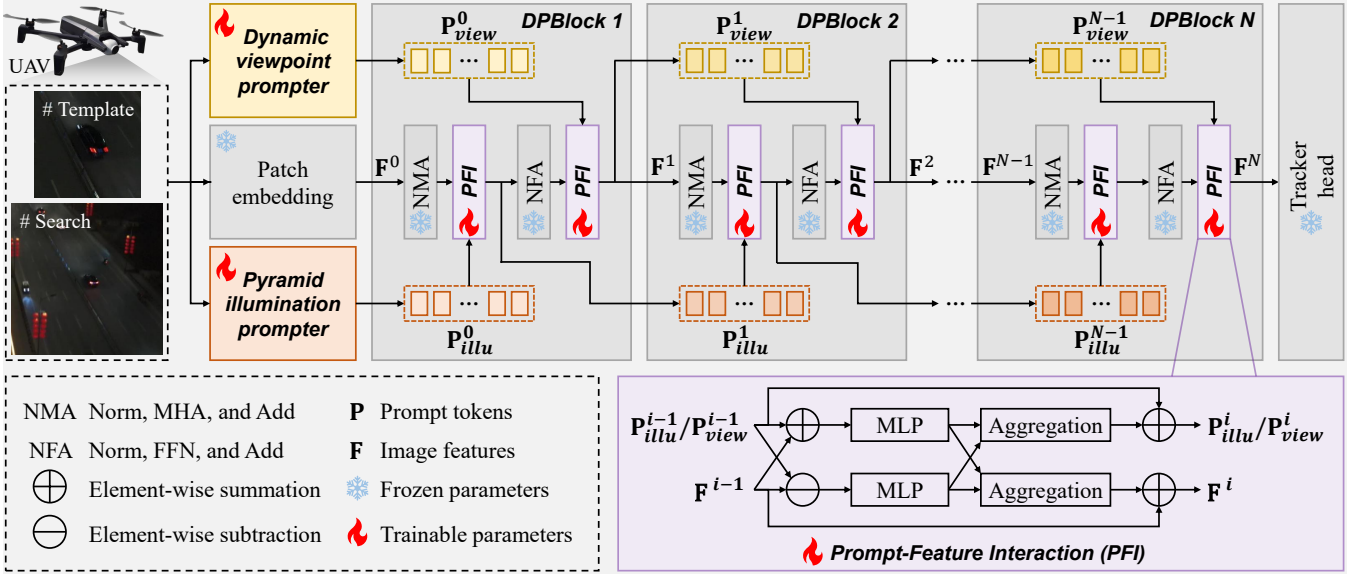 UAV
# Template
# Search
Dynamic
viewpoint
prompter
Patch
embedding
Pyramid
illumination
prompter
DPBlock 1
P⁰view
F⁰
NMA
PFI
NFA
PFI
P⁰illu
DPBlock 2
P¹view
F¹
NMA
PFI
NFA
PFI
F²
P¹illu
...
...
...
DPBlock N
Pᴺ⁻¹view
Fᴺ⁻¹
NMA
PFI
NFA
PFI
Fᴺ
Pᴺ⁻¹illu
Tracker
head
NMA Norm, MHA, and Add
NFA Norm, FFN, and Add
Element-wise summation
Element-wise subtraction
P Prompt tokens
F Image features
Frozen parameters
Trainable parameters
Pⁱ⁻¹illu/Pⁱ⁻¹view
MLP
Aggregation
Pⁱillu/Pⁱview
Fⁱ⁻¹
MLP
Aggregation
Fⁱ
Prompt-Feature Interaction (PFI)